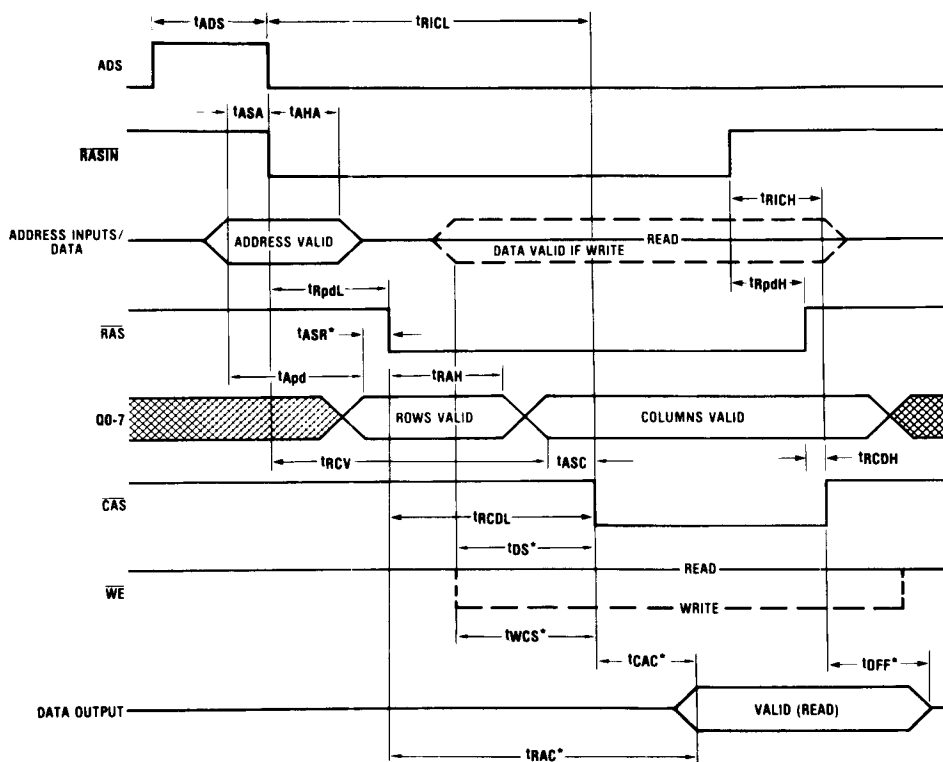 tADS
tRICL
ADS
tASA
tAHA
RASIN
tRICH
ADDRESS INPUTS/
DATA
ADDRESS VALID
READ
DATA VALID IF WRITE
tRpdL
tRpdH
RAS
tASR*
tApd
tRAH
Q0-7
ROWS VALID
COLUMNS VALID
tRCV
tASC
tRCDH
CAS
tRCDL
tDS*
READ
WE
WRITE
tWCS*
tCAC*
tOFF*
DATA OUTPUT
VALID (READ)
tRAC*